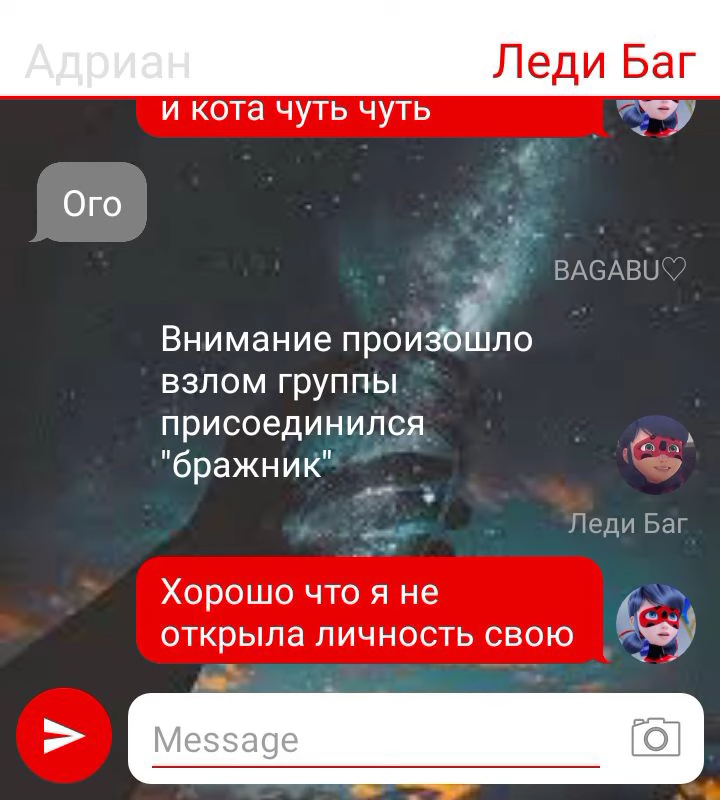 Адриан
Леди Баг
и кота чуть чуть
Ого
BAGABU♡
Внимание произошло
взлом группы
присоединился
"бражник"
Леди Баг
Хорошо что я не
открыла личность свою
Message